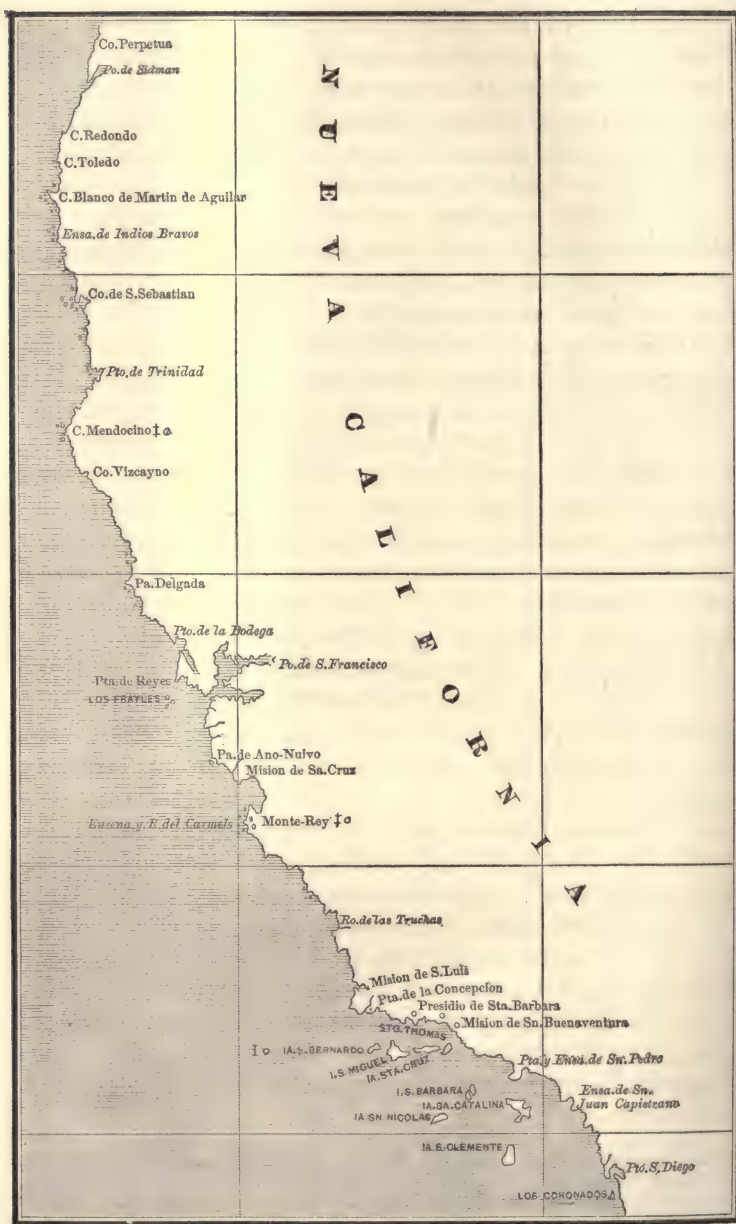 Co. Perpetua
Po. de Sidman
C. Redondo
C. Toledo
C. Blanco de Martin de Aguilar
Ensa. de Indios Bravos
Co. de S. Sebastian
Pto. de Trinidad
C. Mendocino
Co. Vizcayno
Pa. Delgada
Pto. de la Bodega
Po. de S. Francisco
Pta. de Reyes
LOS FRAYLES
Pa. de Ano-Nuivo
Mision de Sa. Cruz
Ensena. y. R. del Carmels
Monte-Rey
Ro. de las Truchas
Mision de S. Luis
Pta. de la Concepcion
Presidio de Sta. Barbara
Mision de Sn. Buenaventura
STO. THOMAS
IA. S. BERNARDO
I. S. MIGUEL
IA. STA. CRUZ
Pta. y Ensa. de Sn. Pedro
I. S. BARBARA
IA. SA. CATALINA
IA SN NICOLAS
Ensa. de Sn.
Juan Capistrano
IA. S. CLEMENTE
Pto. S. Diego
LOS CORONADOS
NUEVA CALIFORNIA